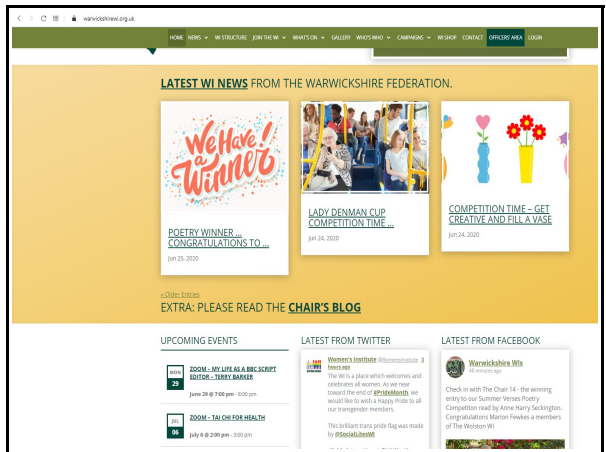 warwickshirewi.org.uk
HOME NEWS WI STRUCTURE JOIN THE WI WHAT'S ON GALLERY WHO'S WHO CAMPAIGNS WI SHOP CONTACT OFFICERS' AREA LOGIN
LATEST WI NEWS FROM THE WARWICKSHIRE FEDERATION.
We Have!
a
Winner
POETRY WINNER ...
CONGRATULATIONS TO ...
Jun 25, 2020
LADY DENMAN CUP
COMPETITION TIME ...
Jun 24, 2020
COMPETITION TIME – GET
CREATIVE AND FILL A VASE
Jun 24, 2020
« Older Entries
EXTRA: PLEASE READ THE CHAIR'S BLOG
UPCOMING EVENTS
MON
29
ZOOM – MY LIFE AS A BBC SCRIPT
EDITOR – TERRY BARKER
June 29 @ 7:00 pm - 8:00 pm
JUL
06
ZOOM – TAI CHI FOR HEALTH
July 6 @ 2:00 pm - 3:00 pm
LATEST FROM TWITTER
Women's Institute @WomensInstitute 3
hours ago
The WI is a place which welcomes and
celebrates all women. As we near
toward the end of #PrideMonth, we
would like to wish a Happy Pride to all
our transgender members.
This brilliant trans pride flag was made
by @SocialLitesWI
LATEST FROM FACEBOOK
Warwickshire WIs
46 minutes ago
Check in with The Chair 14 - the winning
entry to our Summer Verses Poetry
Competiton read by Anne Harry Seckington.
Congratulations Marion Fewkes a members
of The Wolston WI